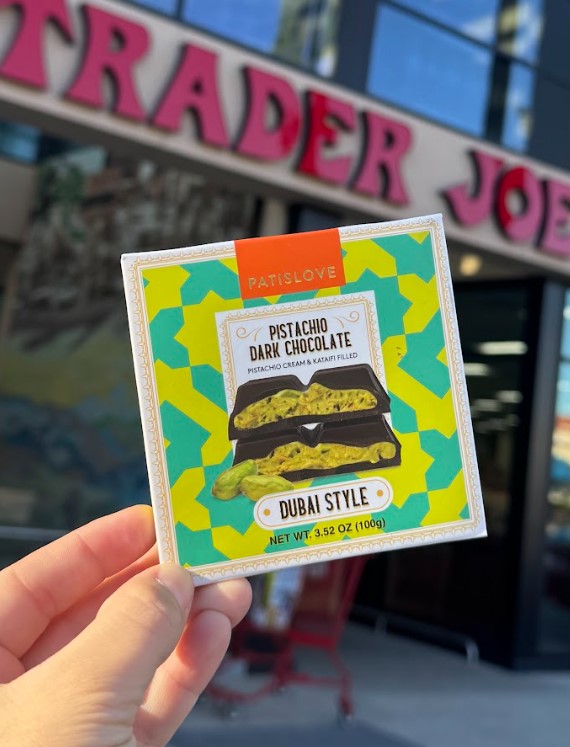 TRADER JOE
PATISLOVE
PISTACHIO
DARK CHOCOLATE
PISTACHIO CREAM & KATAIFI FILLED
DUBAI STYLE
NET WT. 3.52 OZ (100g)